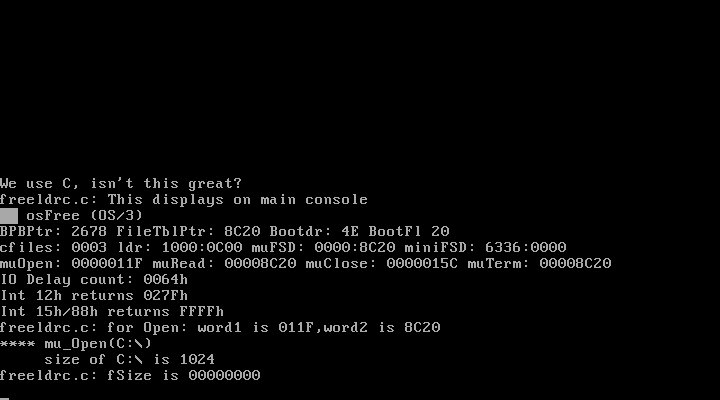 We use C, isn't this great?
freeldrc.c: This displays on main console
osFree (OS/3)
BPBPtr: 2678 FileTblPtr: 8C20 Bootdr: 4E BootFl 20
cfiles: 0003 ldr: 1000:0C00 muFSD: 0000:8C20 miniFSD: 6336:0000
muOpen: 0000011F muRead: 00008C20 muClose: 0000015C muTerm: 00008C20
IO Delay count: 0064h
Int 12h returns 027Fh
Int 15h/88h returns FFFFh
freeldrc.c: for Open: word1 is 011F,word2 is 8C20
**** mu_Open(C:\)
size of C:\ is 1024
freeldrc.c: fSize is 00000000